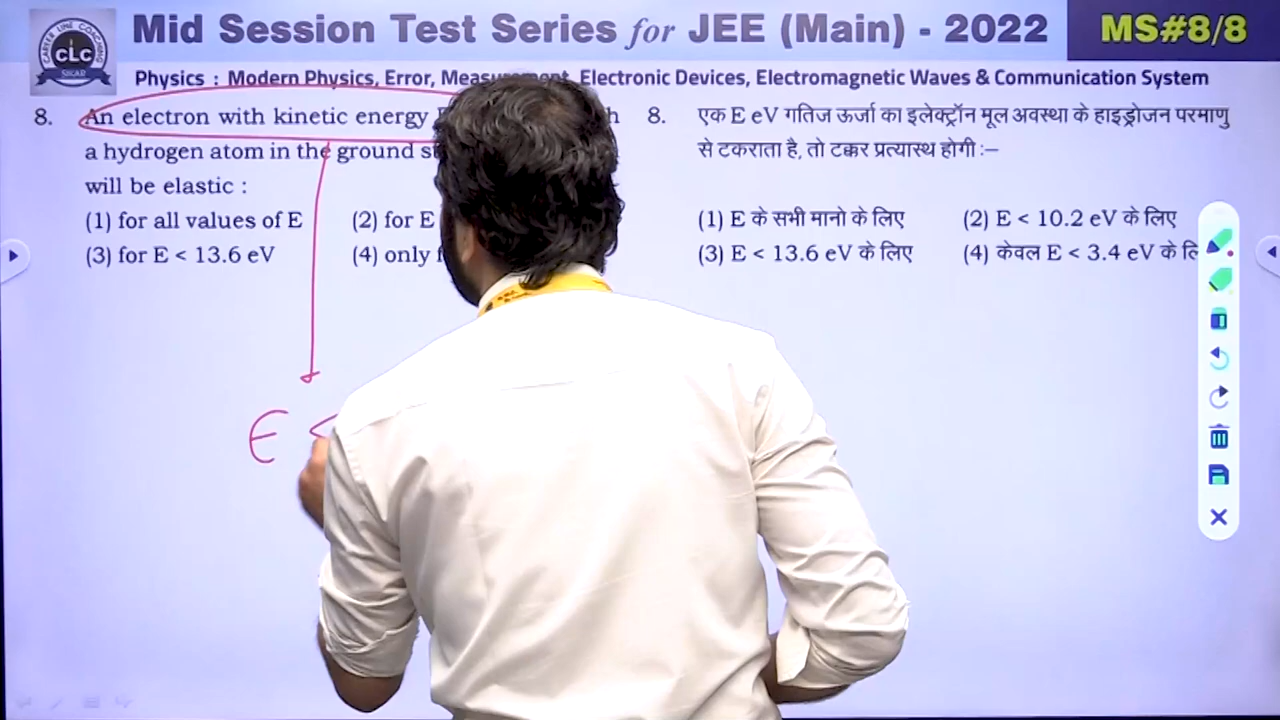 Mid Session Test Series for JEE (Main) - 2022
MS#8/8
CAREER LINE COACHING
CLC
SIKAR
Physics : Modern Physics, Error, Measurement, Electronic Devices, Electromagnetic Waves & Communication System
8. An electron with kinetic energy
a hydrogen atom in the ground
will be elastic :
(1) for all values of E (2) for E
(3) for E < 13.6 eV (4) only
8. एक E eV गतिज ऊर्जा का इलेक्ट्रॉन मूल अवस्था के हाइड्रोजन परमाणु
से टकराता है, तो टक्कर प्रत्यास्थ होगी :–
(1) E के सभी मानो के लिए (2) E < 10.2 eV के लिए
(3) E < 13.6 eV के लिए (4) केवल E < 3.4 eV के
E <